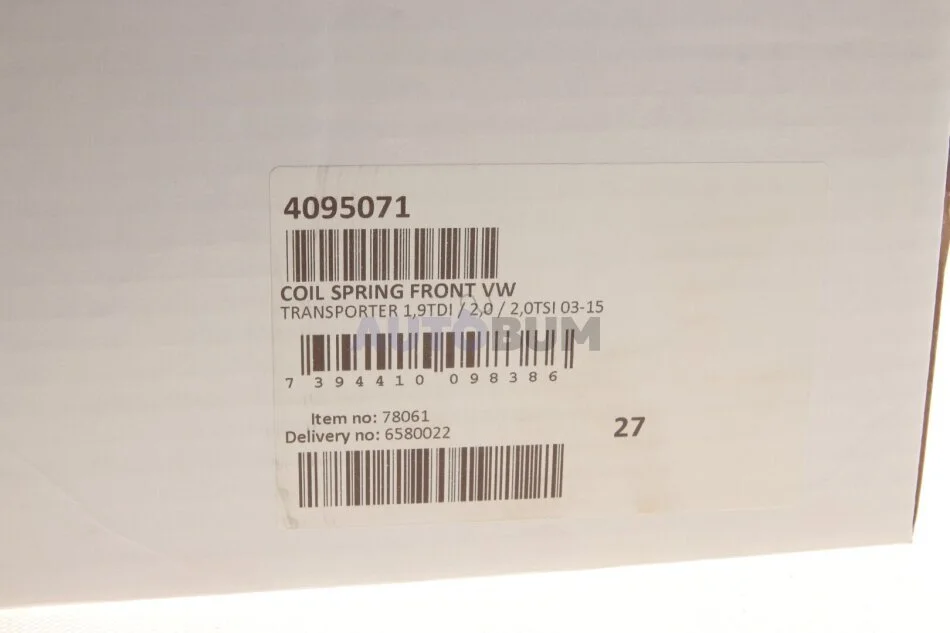 4095071
COIL SPRING FRONT VW
TRANSPORTER 1,9TDI / 2,0 / 2,0TSI 03-15
AUTOBUM
7 394410 098386
Item no: 78061
Delivery no: 6580022
27